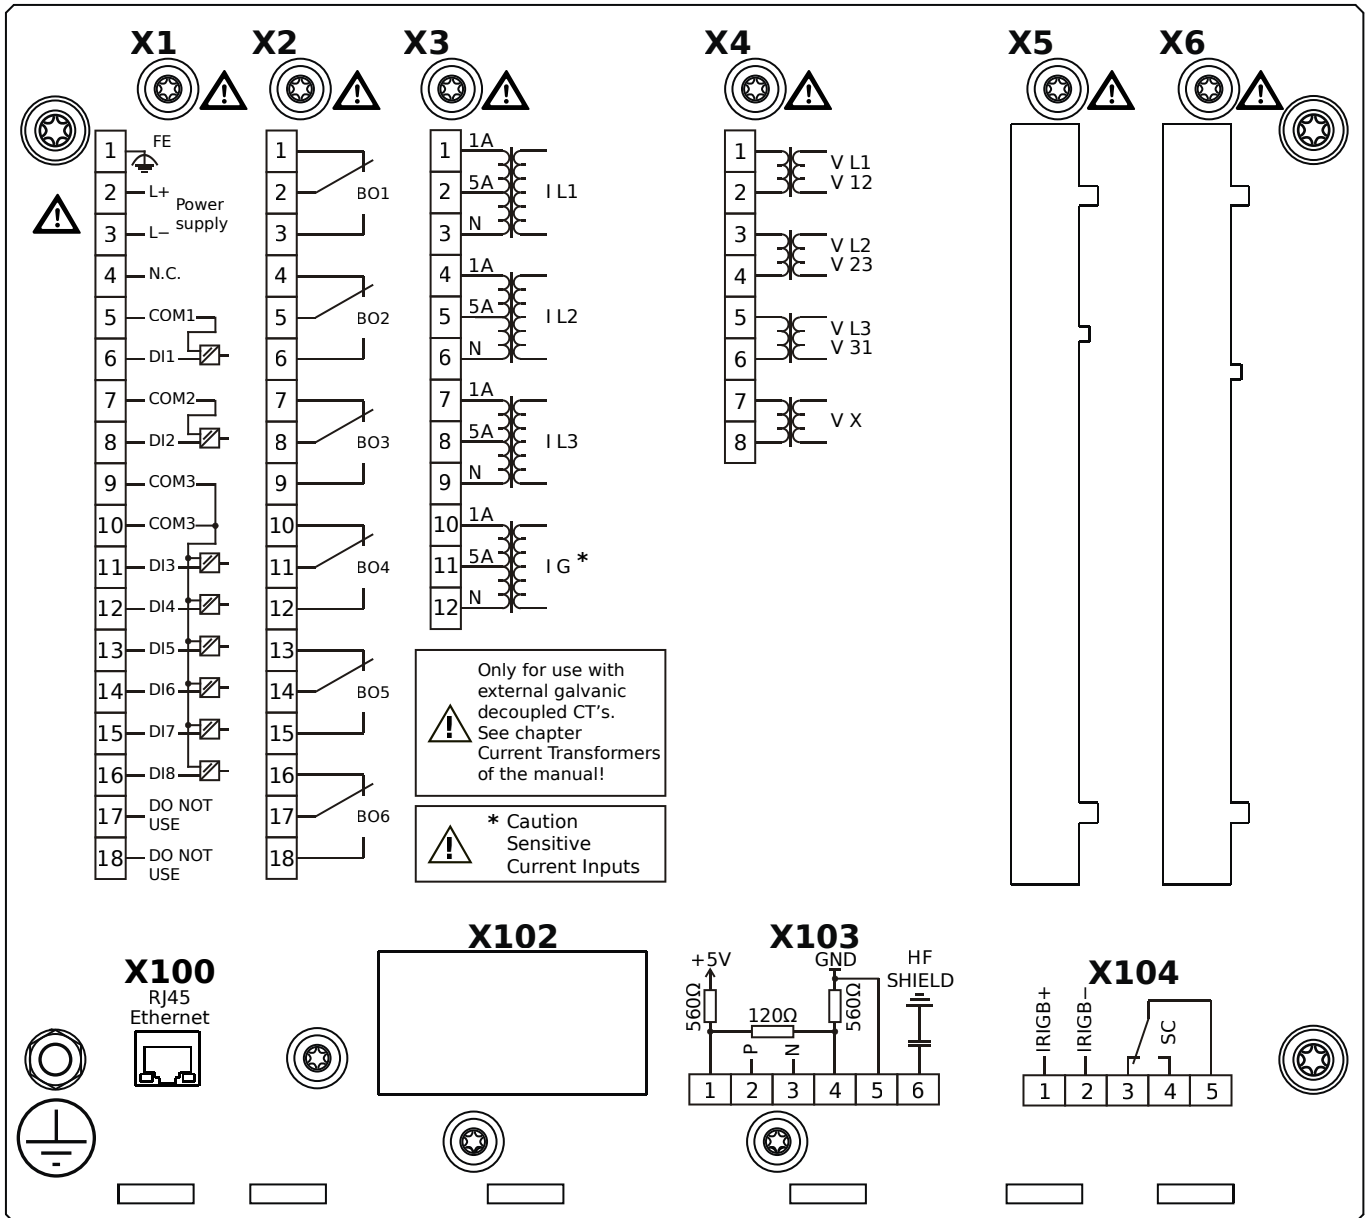 X1 X2 X3 X4 X5 X6
1 FE
2 L+ Power
supply
3 L−
4 N.C.
5 COM1
6 DI1
7 COM2
8 DI2
9 COM3
10 COM3
11 DI3
12 DI4
13 DI5
14 DI6
15 DI7
16 DI8
17 DO NOT
USE
18 DO NOT
USE
1
2 BO1
3
4
5 BO2
6
7
8 BO3
9
10
11 BO4
12
13
14 BO5
15
16
17 BO6
18
1 1A
2 5A I L1
3 N
4 1A
5 5A I L2
6 N
7 1A
8 5A I L3
9 N
10 1A
11 5A I G *
12 N
Only for use with
external galvanic
decoupled CT's.
See chapter
Current Transformers
of the manual!
* Caution
Sensitive
Current Inputs
1 V L1
2 V 12
3 V L2
4 V 23
5 V L3
6 V 31
7 V X
8
X100
RJ45
Ethernet
X102
X103
+5V GND HF
SHIELD
560Ω 120Ω 560Ω
P N
1 2 3 4 5 6
X104
IRIGB+ IRIGB− SC
1 2 3 4 5